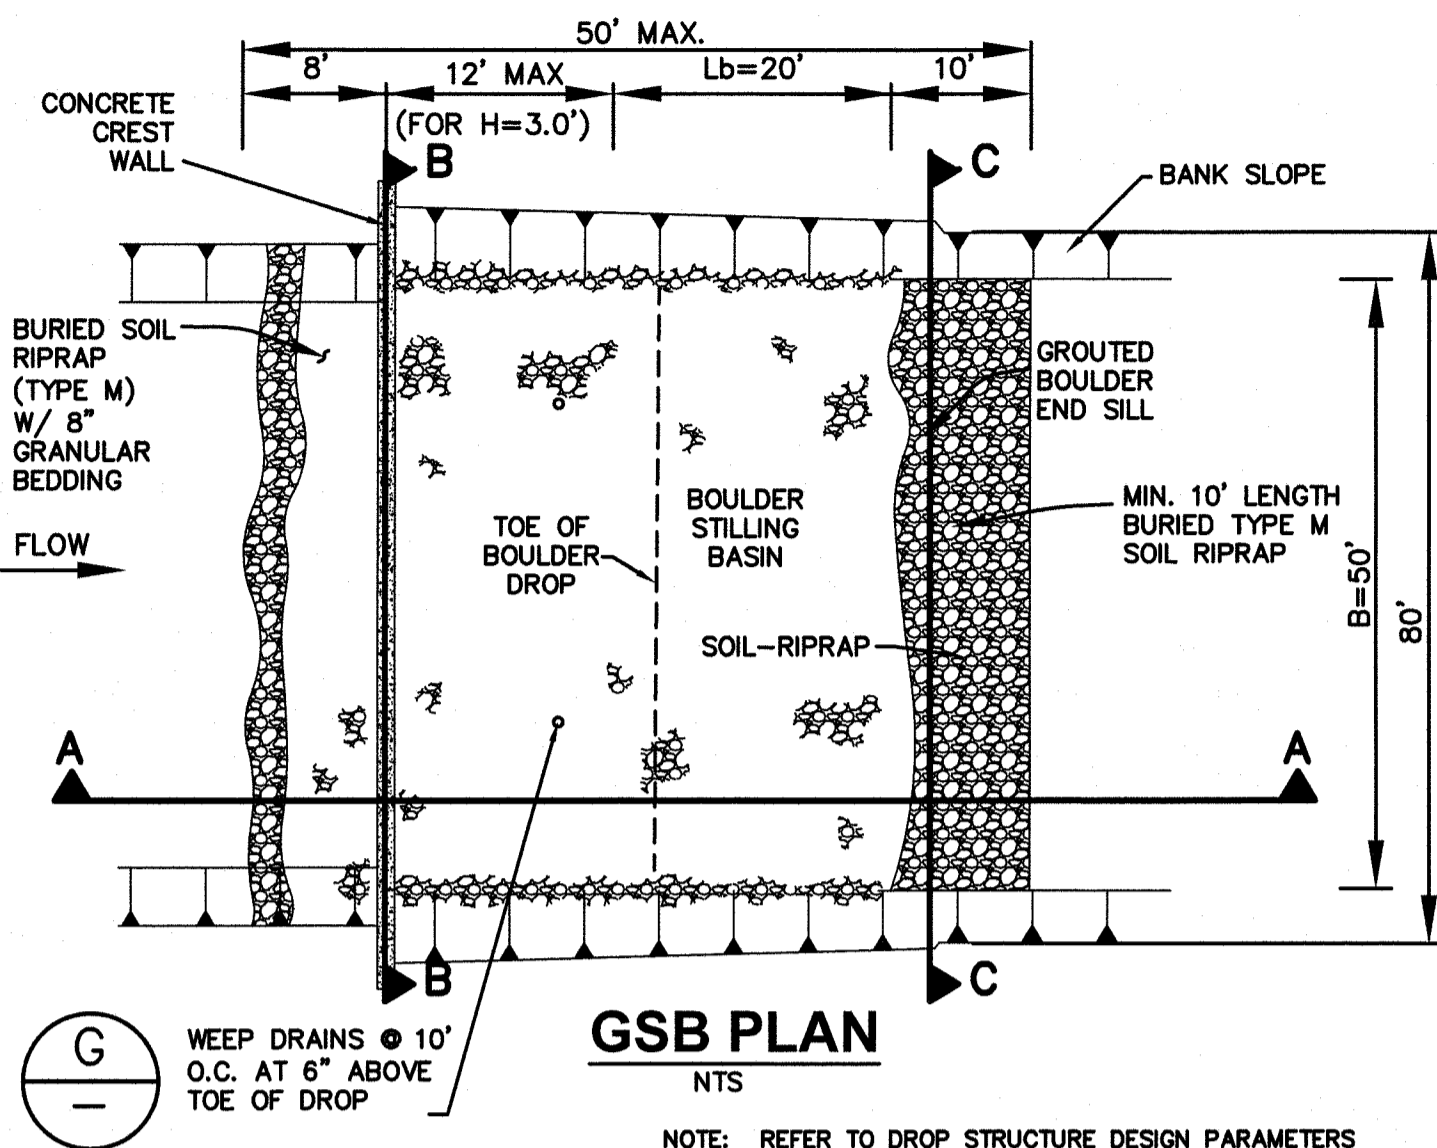 50' MAX.
8'
12' MAX
Lb=20'
10'
(FOR H=3.0')
CONCRETE
CREST
WALL
B
C
BANK SLOPE
BURIED SOIL
RIPRAP
(TYPE M)
W/ 8"
GRANULAR
BEDDING
GROUTED
BOULDER
END SILL
FLOW
TOE OF
BOULDER
DROP
BOULDER
STILLING
BASIN
MIN. 10' LENGTH
BURIED TYPE M
SOIL RIPRAP
B=50'
80'
SOIL-RIPRAP
A
A
B
C
G
–
WEEP DRAINS @ 10'
O.C. AT 6" ABOVE
TOE OF DROP
GSB PLAN
NTS
NOTE: REFER TO DROP STRUCTURE DESIGN PARAMETERS